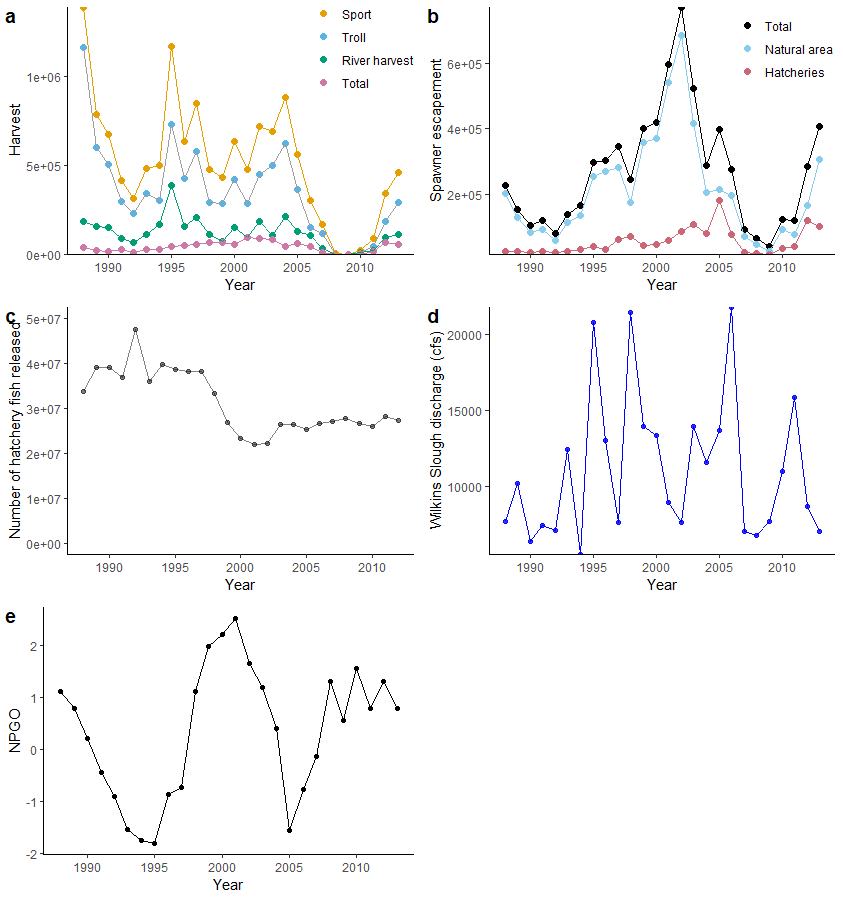 a
Harvest
1e+06
5e+05
0e+00
1990 1995 2000 2005 2010
Year
Sport
Troll
River harvest
Total
b
Spawner escapement
6e+05
4e+05
2e+05
1990 1995 2000 2005 2010
Year
Total
Natural area
Hatcheries
c
Number of hatchery fish released
5e+07
4e+07
3e+07
2e+07
1e+07
0e+00
1990 1995 2000 2005 2010
Year
d
Wilkins Slough discharge (cfs)
20000
15000
10000
1990 1995 2000 2005 2010
Year
e
NPGO
2
1
0
-1
-2
1990 1995 2000 2005 2010
Year